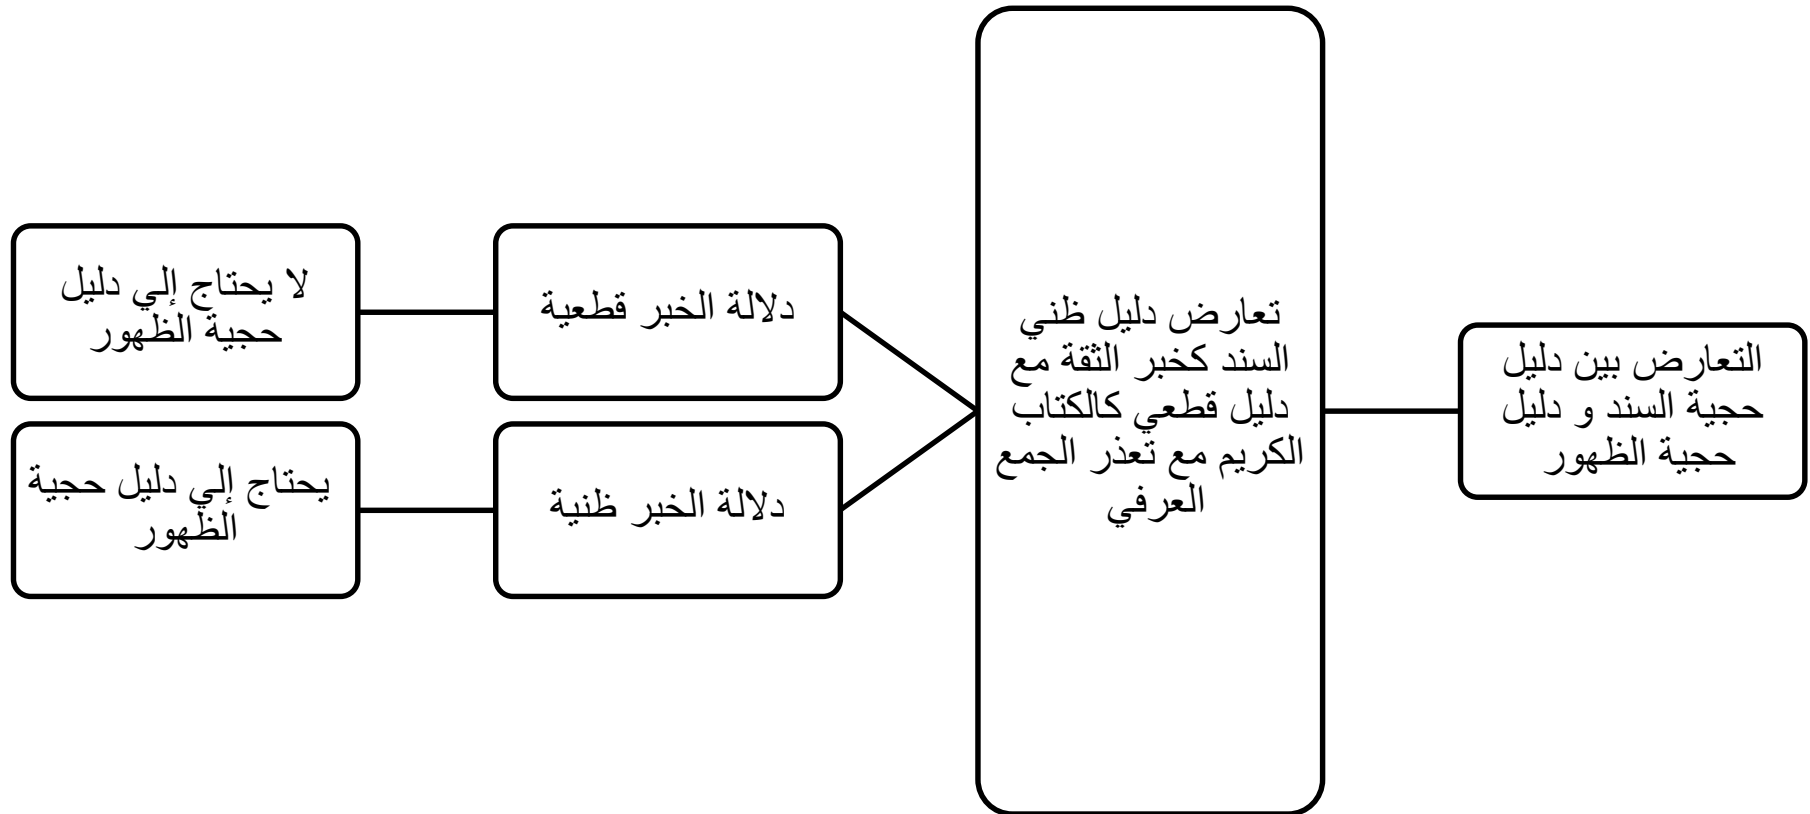 التعارض بين دليل
حجية السند و دليل
حجية الظهور
تعارض دليل ظني
السند كخبر الثقة مع
دليل قطعي كالكتاب
الكريم مع تعذر الجمع
العرفي
دلالة الخبر قطعية
لا يحتاج إلي دليل
حجية الظهور
دلالة الخبر ظنية
يحتاج إلي دليل حجية
الظهور